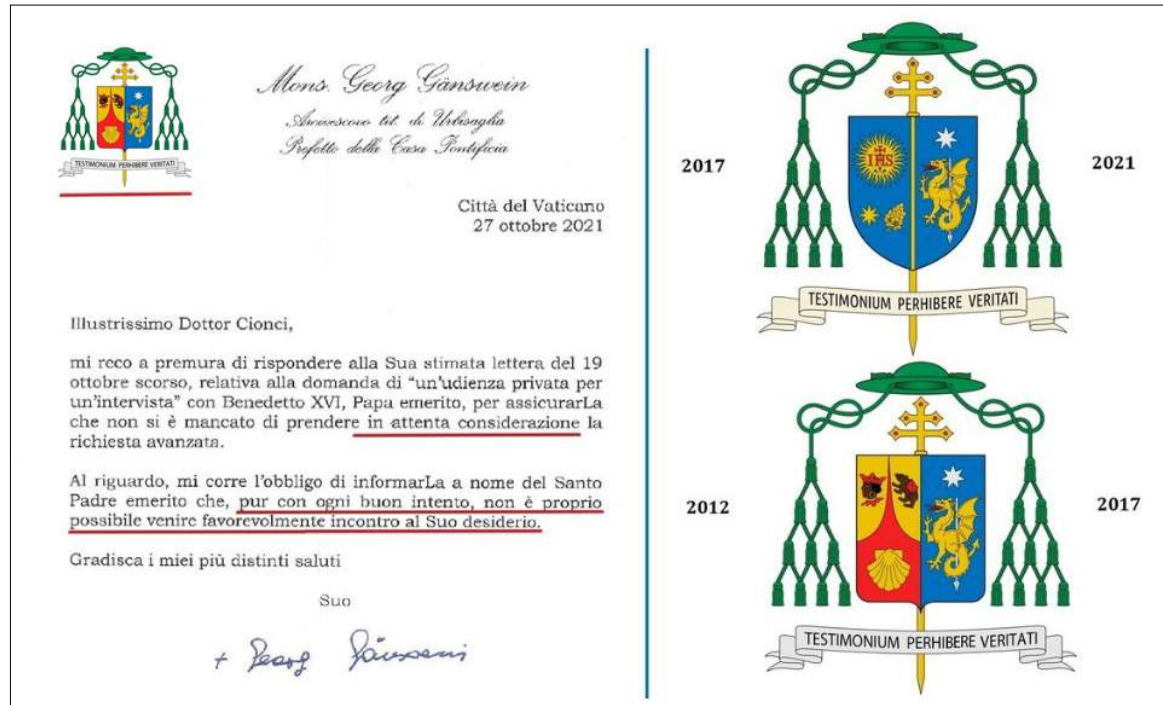 Mons. Georg Gänswein
Arcivescovo tit. di Urbisaglia
Prefetto della Casa Pontificia
TESTIMONIUM PERHIBERE VERITATI
Città del Vaticano
27 ottobre 2021
Illustrissimo Dottor Cionci,
mi reco a premura di rispondere alla Sua stimata lettera del 19
ottobre scorso, relativa alla domanda di “un'udienza privata per
un'intervista” con Benedetto XVI, Papa emerito, per assicurarLa
che non si è mancato di prendere in attenta considerazione la
richiesta avanzata.
Al riguardo, mi corre l'obbligo di informarLa a nome del Santo
Padre emerito che, pur con ogni buon intento, non è proprio
possibile venire favorevolmente incontro al Suo desiderio.
Gradisca i miei più distinti saluti
Suo
+ Georg Gänswein
2017
2021
IHS
TESTIMONIUM PERHIBERE VERITATI
2012
2017
TESTIMONIUM PERHIBERE VERITATI